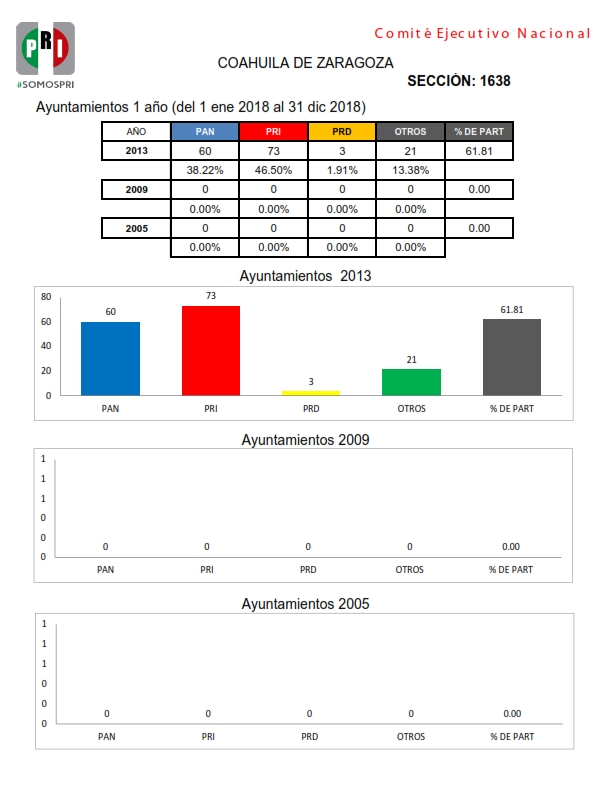 PRI
#SOMOSPRI
Comité Ejecutivo Nacional
COAHUILA DE ZARAGOZA
SECCIÓN: 1638
Ayuntamientos 1 año (del 1 ene 2018 al 31 dic 2018)
AÑO PAN PRI PRD OTROS % DE PART
2013 60 73 3 21 61.81
38.22% 46.50% 1.91% 13.38%
2009 0 0 0 0 0.00
0.00% 0.00% 0.00% 0.00%
2005 0 0 0 0 0.00
0.00% 0.00% 0.00% 0.00%
Ayuntamientos 2013
80
60
40
20
0
60 73 3 21 61.81
PAN PRI PRD OTROS % DE PART
Ayuntamientos 2009
1
1
1
0
0
0
0 0 0 0 0.00
PAN PRI PRD OTROS % DE PART
Ayuntamientos 2005
1
1
1
0
0
0
0 0 0 0 0.00
PAN PRI PRD OTROS % DE PART